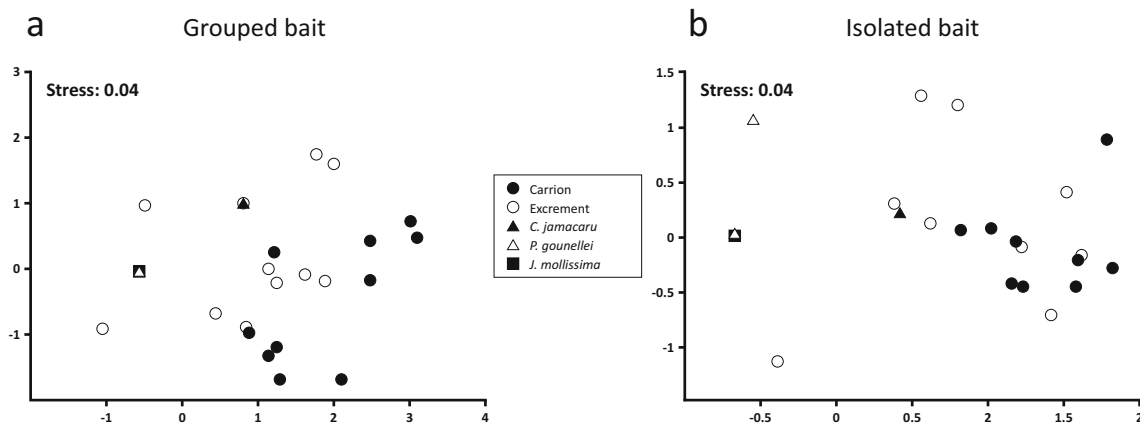 a Grouped bait
Stress: 0.04
3
2
1
0
-1
-1 0 1 2 3 4
Carrion
Excrement
C. jamacaru
P. gounellei
J. mollissima
b Isolated bait
Stress: 0.04
1.5
1
0.5
0
-0.5
-1
-0.5 0 0.5 2 1.5 2